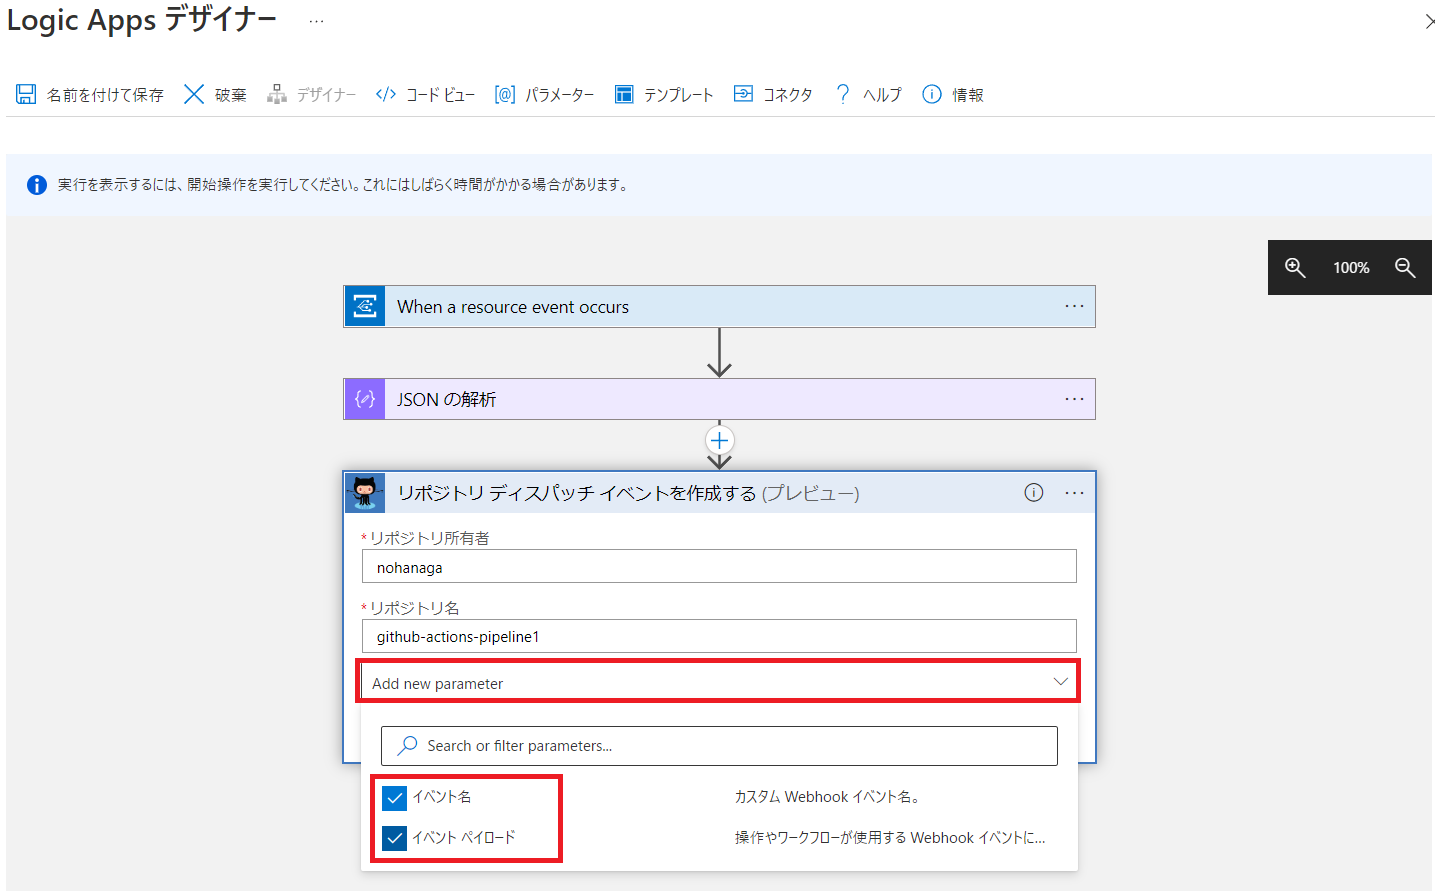 Logic Apps デザイナー ...
名前を付けて保存 破棄 デザイナー コード ビュー パラメーター テンプレート コネクタ ヘルプ 情報
実行を表示するには、開始操作を実行してください。これにはしばらく時間がかかる場合があります。
100%
When a resource event occurs ...
JSON の解析 ...
リポジトリ ディスパッチ イベントを作成する (プレビュー) ...
* リポジトリ所有者
nohanaga
* リポジトリ名
github-actions-pipeline1
Add new parameter
Search or filter parameters...
イベント名 カスタム Webhook イベント名。
イベント ペイロード 操作やワークフローが使用する Webhook イベントに...